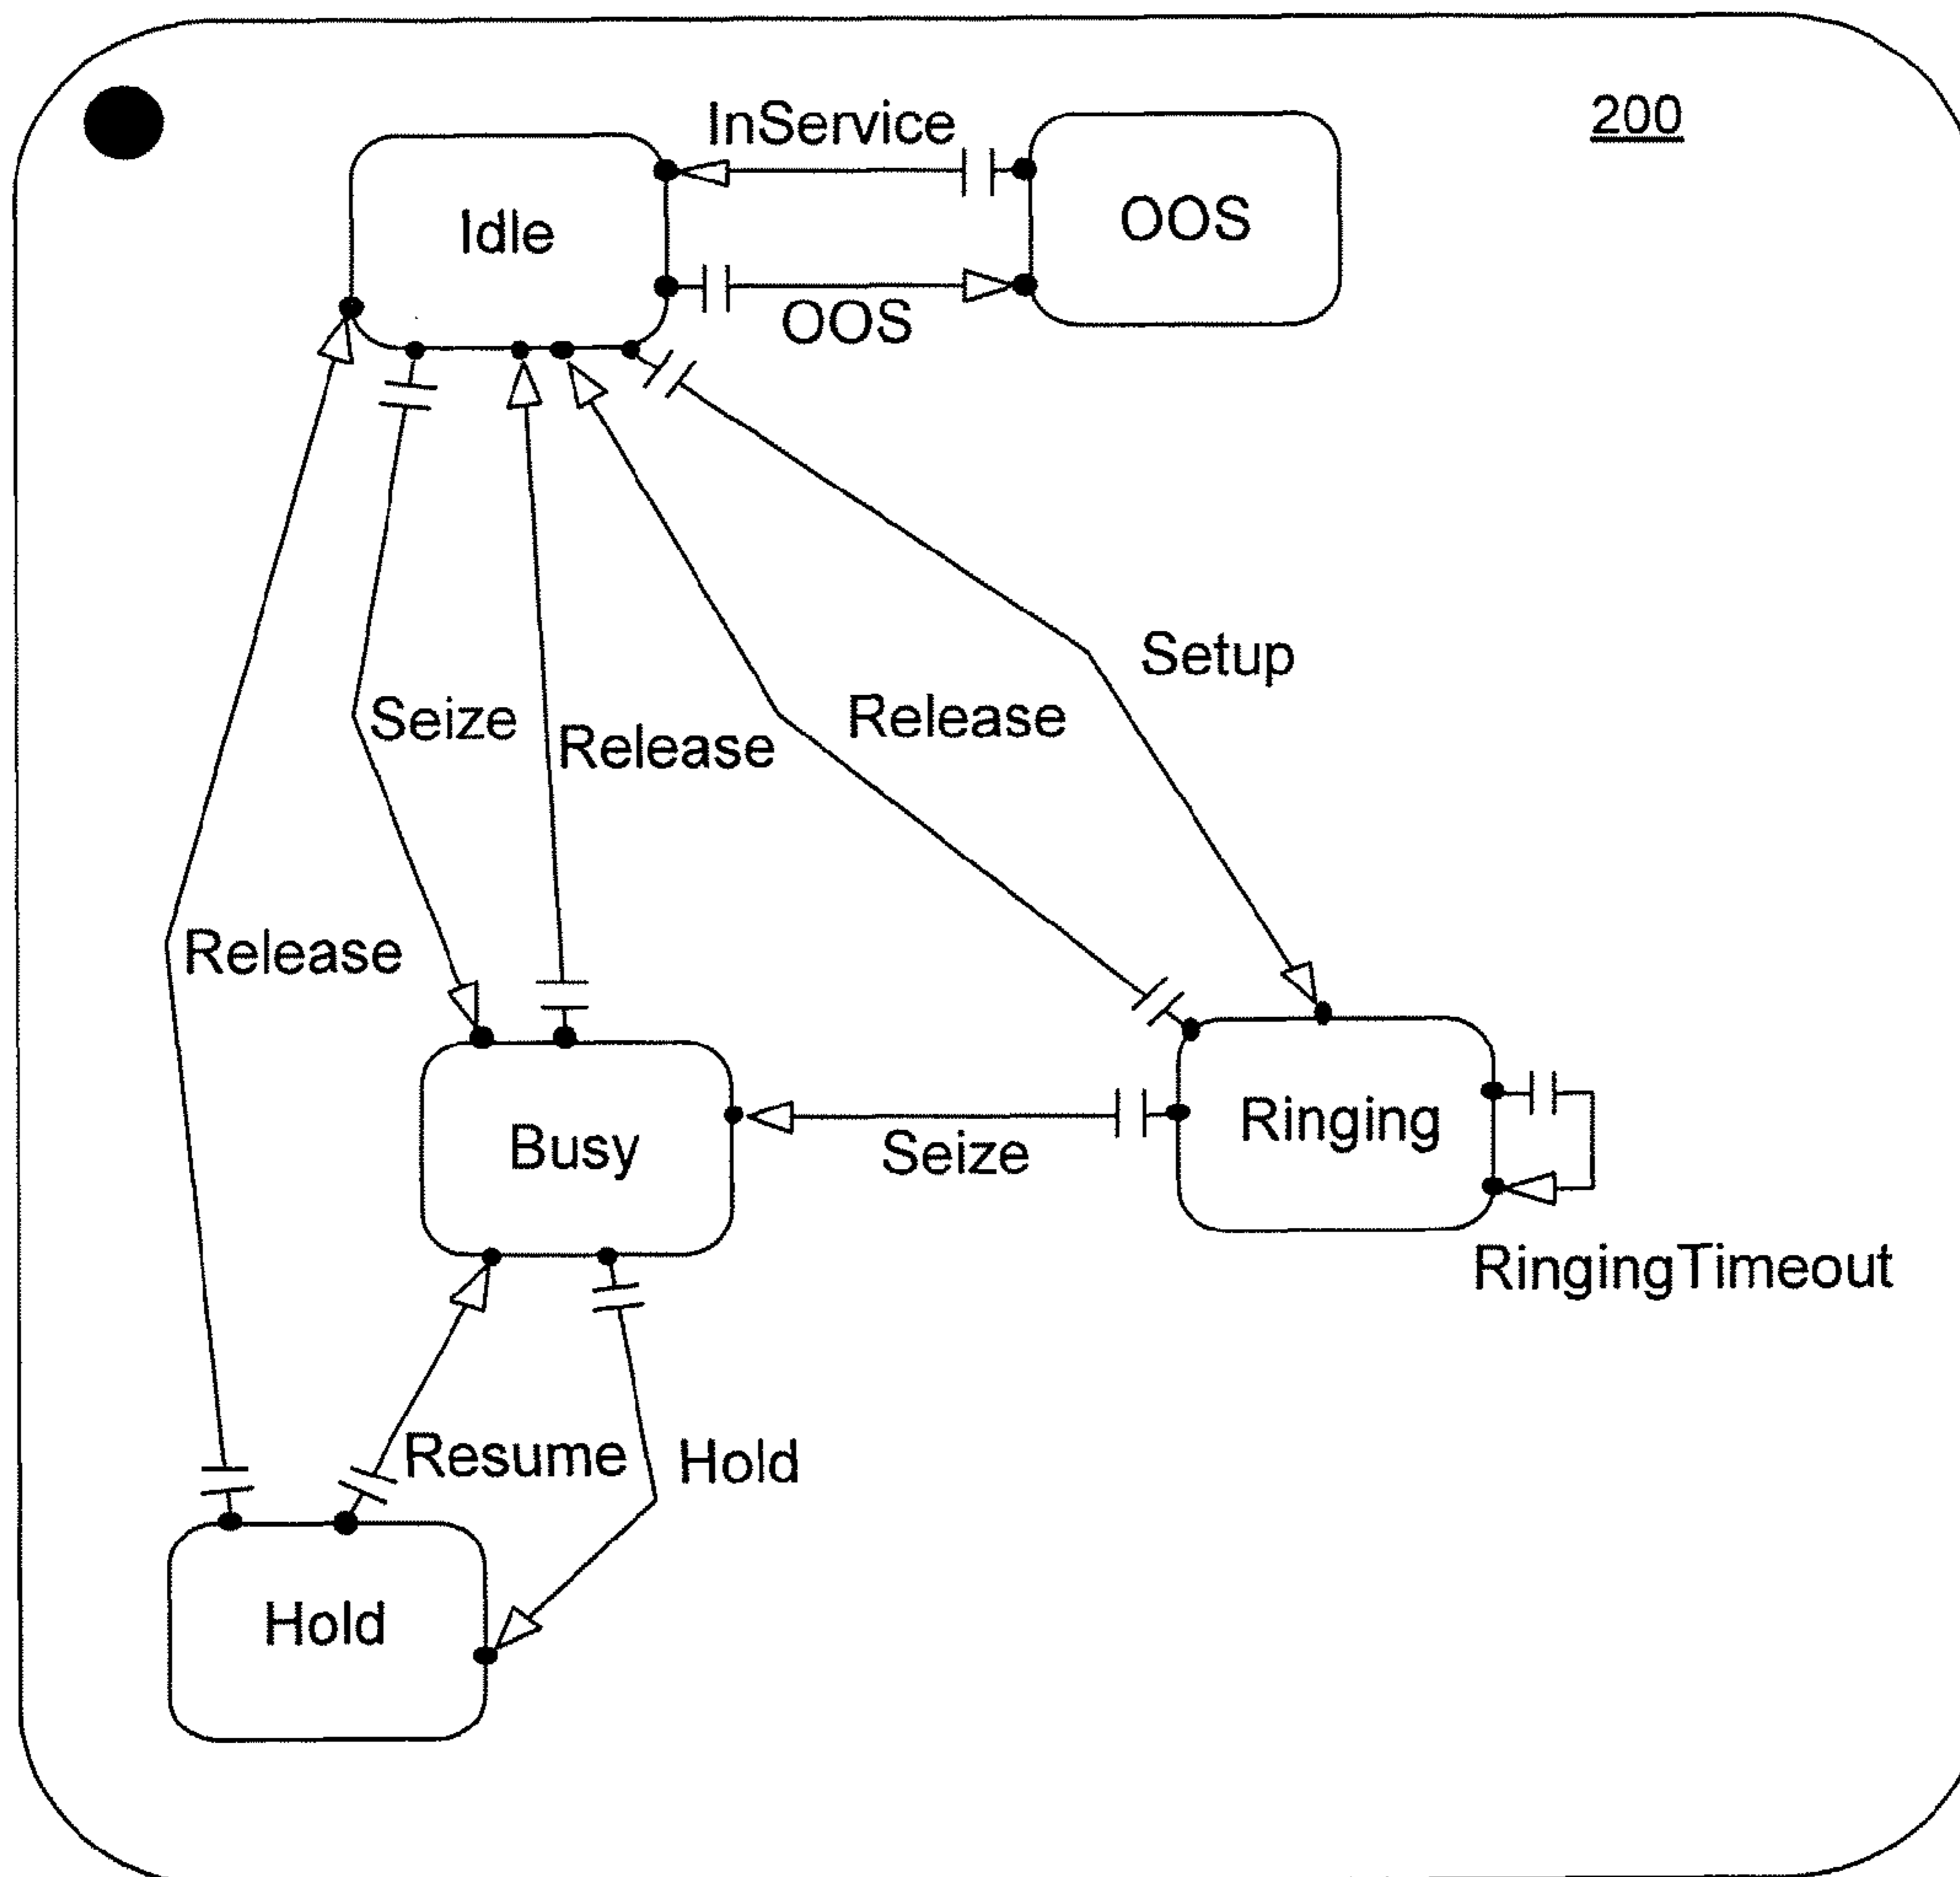 InService
200
Idle
OOS
OOS
Setup
Seize
Release
Release
Release
Busy
Seize
Ringing
RingingTimeout
Resume
Hold
Hold